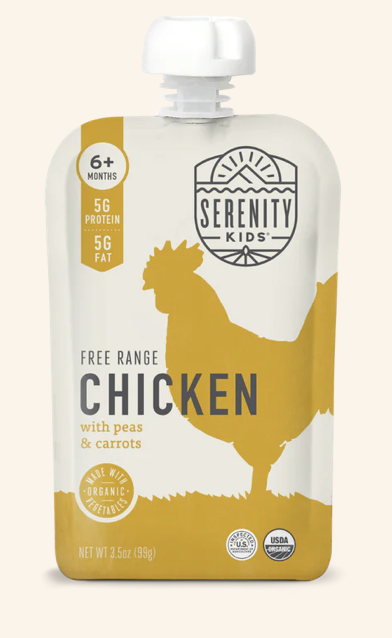 6+
MONTHS
5G
PROTEIN
5G
FAT
SERENITY
KIDS®
FREE RANGE
CHICKEN
with peas
& carrots
MADE WITH
ORGANIC
VEGETABLES
NET WT 3.5oz (99g)
INSPECTED
U.S.
USDA
ORGANIC